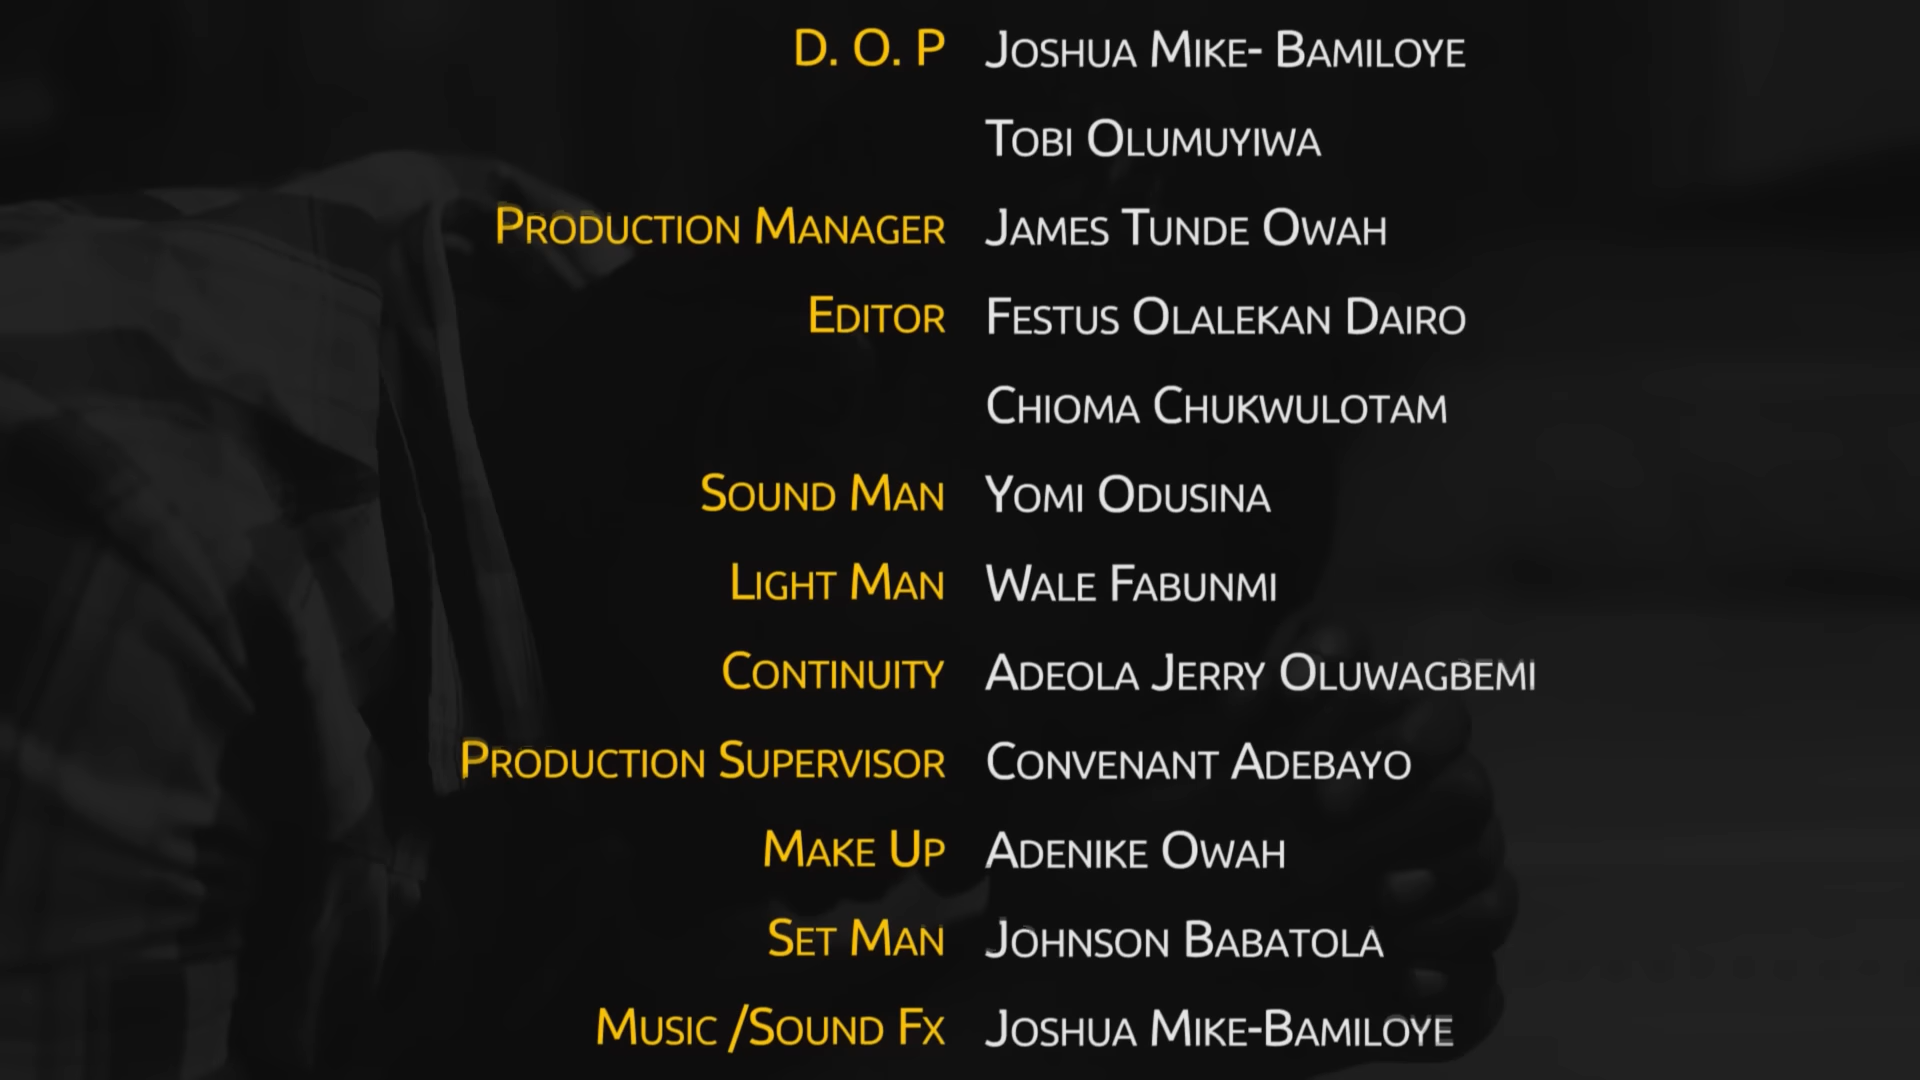 D. O. P Joshua Mike- Bamiloye
Tobi Olumuyiwa
Production Manager James Tunde Owah
Editor Festus Olalekan Dairo
Chioma Chukwulotam
Sound Man Yomi Odusina
Light Man Wale Fabunmi
Continuity Adeola Jerry Oluwagbemi
Production Supervisor Convenant Adebayo
Make Up Adenike Owah
Set Man Johnson Babatola
Music /Sound Fx Joshua Mike-Bamiloye